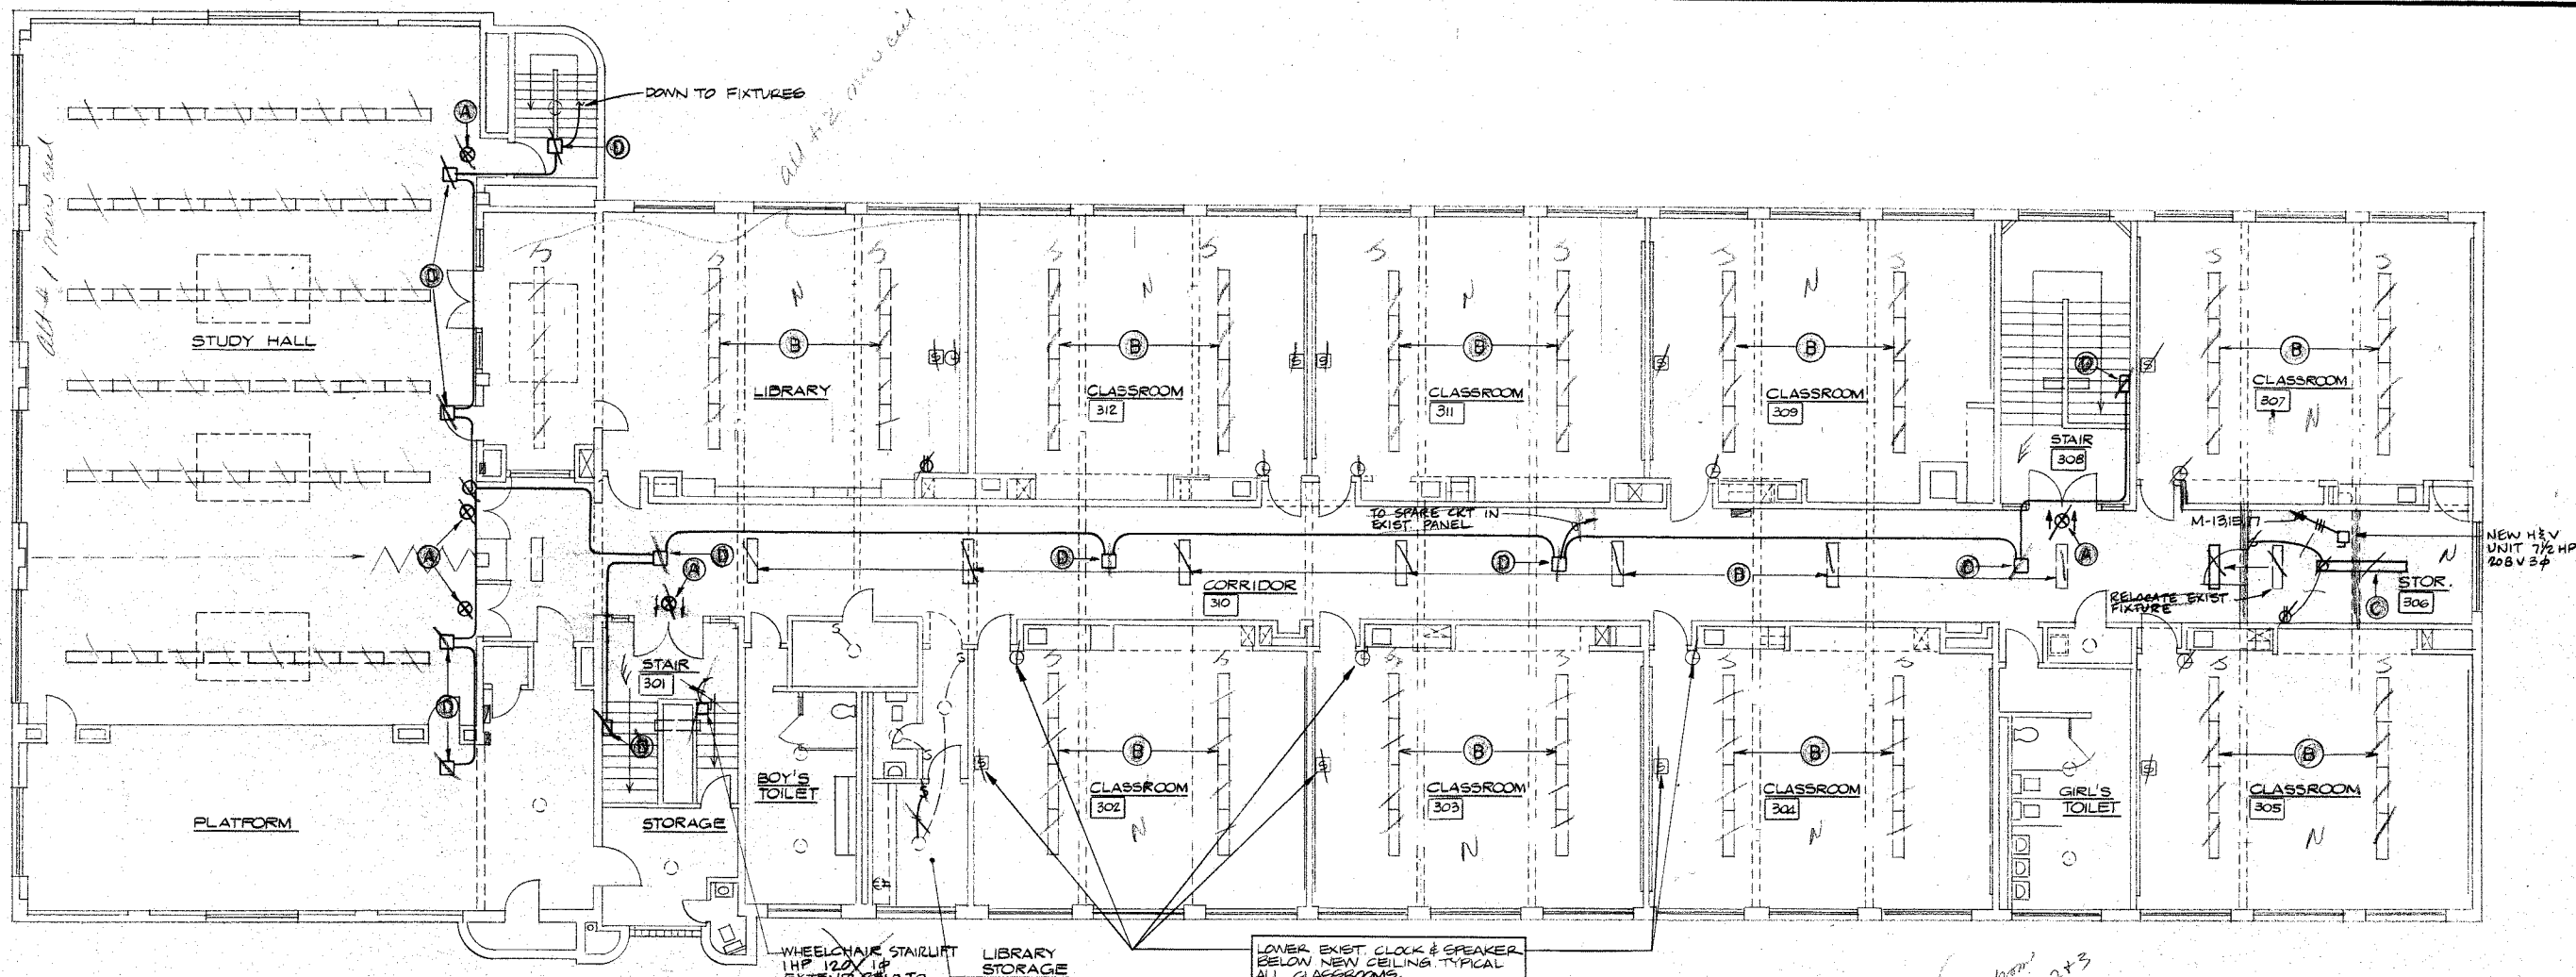 DOWN TO FIXTURES
A
D
D
STUDY HALL
A
D
PLATFORM
S
S
S
N
B
LIBRARY
S
S
S
N
B
CLASSROOM
312
S
S
S
S
N
B
CLASSROOM
311
S
S
S
N
B
CLASSROOM
309
S
D
STAIR
308
S
S
S
N
B
CLASSROOM
307
N
TO SPARE CKT IN
EXIST. PANEL
D
A
D
D
D
A
B
CORRIDOR
310
M-131E17
NEW H&V
UNIT 7½ HP
208V 3φ
N
STOR.
306
C
RELOCATE EXIST
FIXTURE
STAIR
301
D
BOY'S
TOILET
STORAGE
S
S
S
S
S
S
S
B
CLASSROOM
302
N
S
S
S
B
CLASSROOM
303
N
S
S
S
B
CLASSROOM
304
N
GIRL'S
TOILET
S
S
S
B
CLASSROOM
305
N
WHEELCHAIR STAIRLIFT
1HP 120V 1φ
LIBRARY
STORAGE
LOWER EXIST. CLOCK & SPEAKER
BELOW NEW CEILING. TYPICAL
ALL CLASSROOMS.